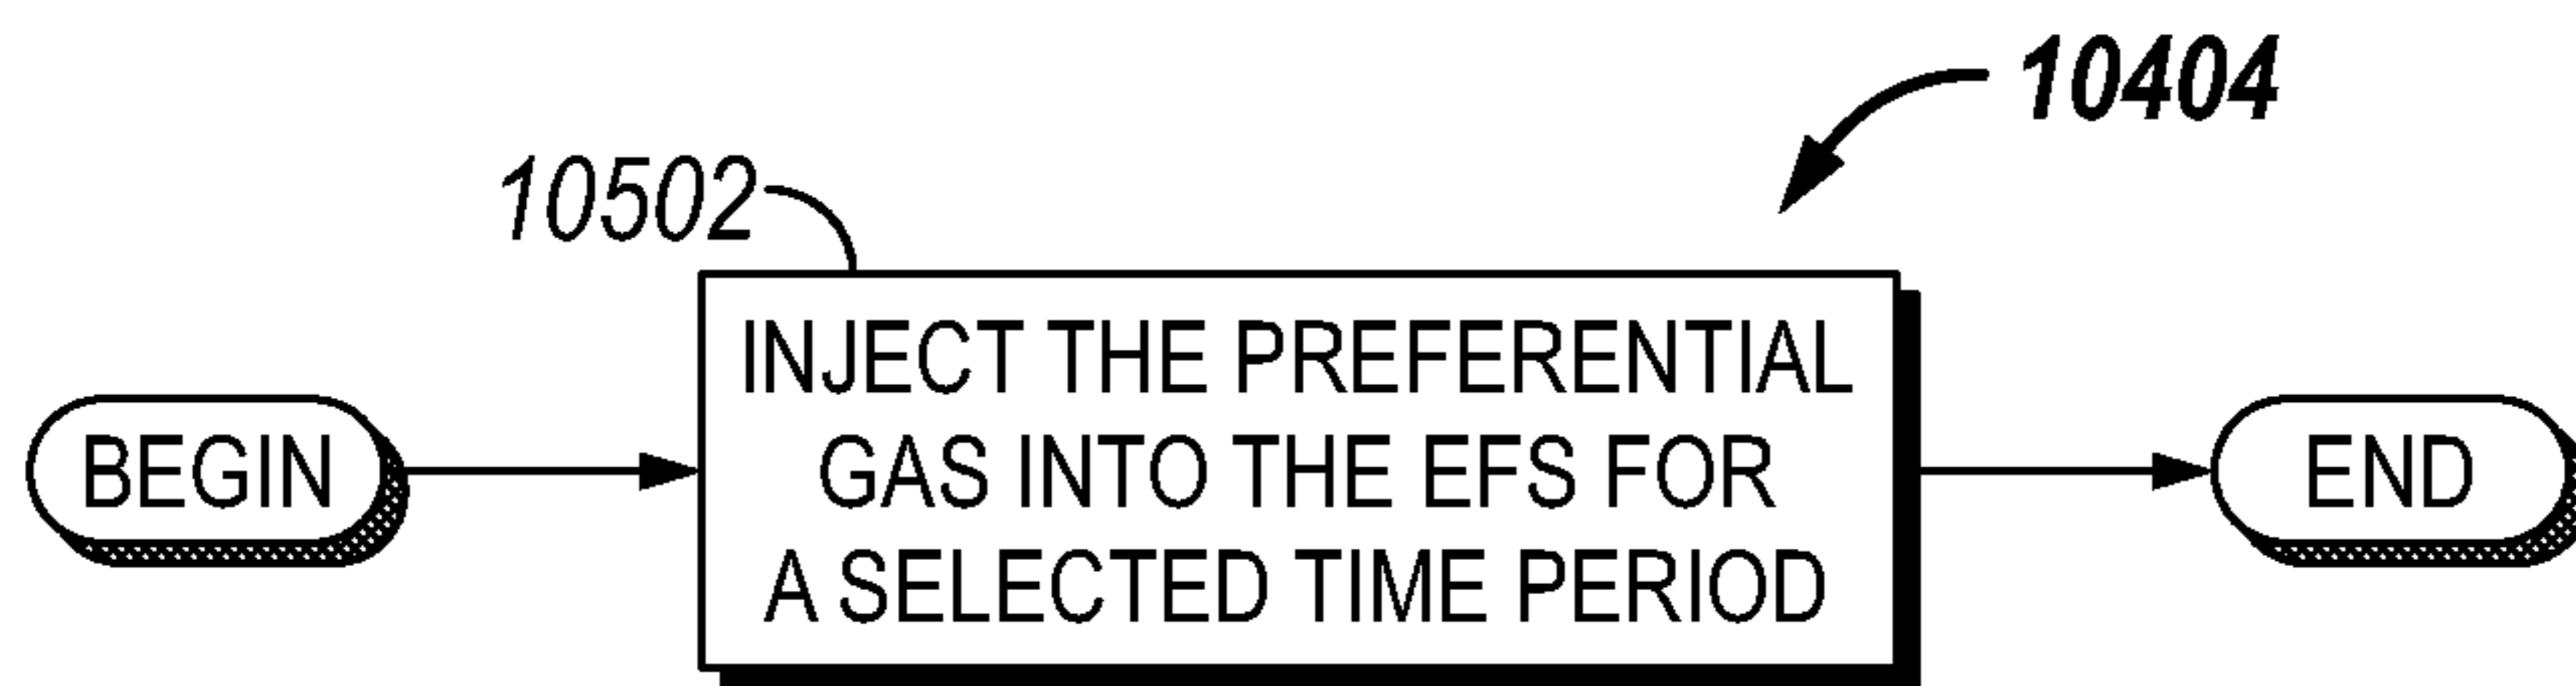 10404
10502
BEGIN
INJECT THE PREFERENTIAL
GAS INTO THE EFS FOR
A SELECTED TIME PERIOD
END